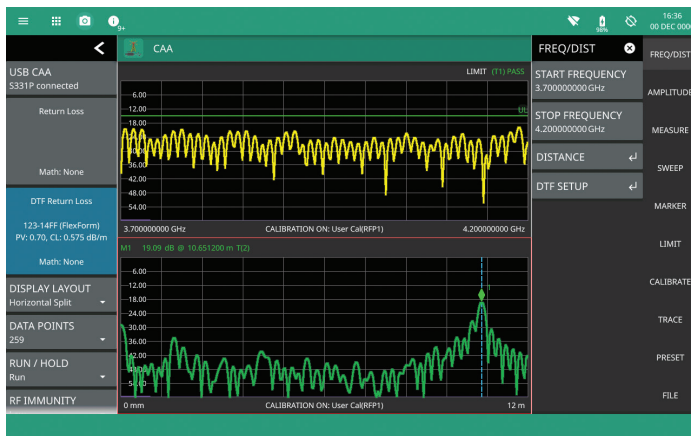 9+
98%
16:36
00 DEC 000
CAA
USB CAA
S331P connected
Return Loss
Math: None
DTF Return Loss
123-14FF (FlexForm)
PV: 0.70, CL: 0.575 dB/m
Math: None
DISPLAY LAYOUT
Horizontal Split
DATA POINTS
259
RUN / HOLD
Run
RF IMMUNITY
LIMIT (T1) PASS
UL
6.00
12.00
18.00
36.00
42.00
48.00
54.00
3.700000000 GHz
CALIBRATION ON: User Cal(RFP1)
4.200000000 GHz
M1 19.09 dB @ 10.651200 m T(2)
1
6.00
12.00
18.00
24.00
30.00
36.00
42.00
54.00
0 mm
CALIBRATION ON: User Cal(RFP1)
12 m
FREQ/DIST
START FREQUENCY
3.700000000 GHz
STOP FREQUENCY
4.200000000 GHz
DISTANCE
DTF SETUP
FREQ/DIST
AMPLITUDE
MEASURE
SWEEP
MARKER
LIMIT
CALIBRATE
TRACE
PRESET
FILE